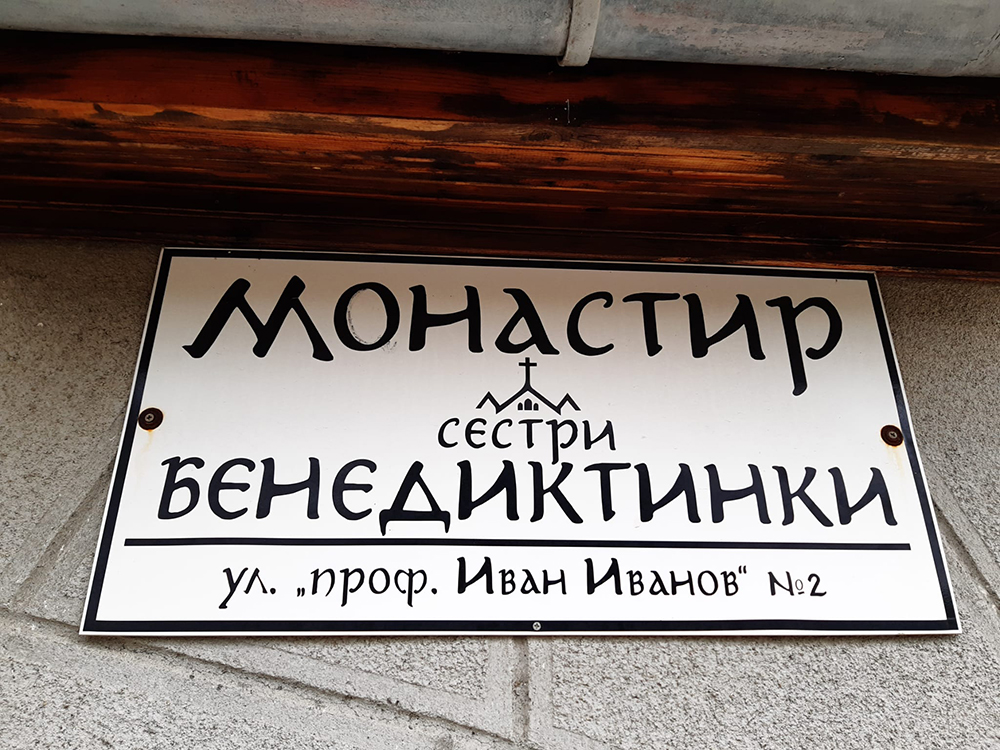 Монастир
сестри
Бенедиктинки
ул. „проф. Иван Иванов“ №2